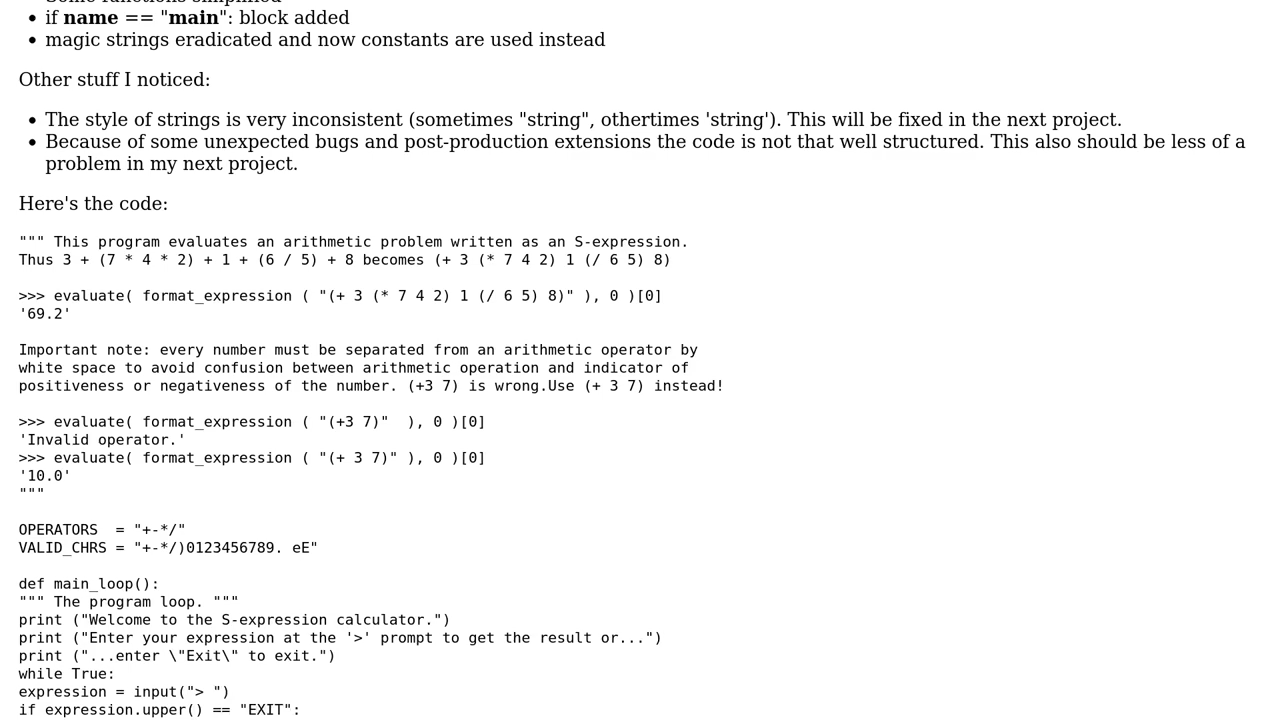 Some functions simplified
if name == "main": block added
magic strings eradicated and now constants are used instead
Other stuff I noticed:
The style of strings is very inconsistent (sometimes "string", othertimes 'string'). This will be fixed in the next project.
Because of some unexpected bugs and post-production extensions the code is not that well structured. This also should be less of a
problem in my next project.
Here's the code:
""" This program evaluates an arithmetic problem written as an S-expression.
Thus 3 + (7 * 4 * 2) + 1 + (6 / 5) + 8 becomes (+ 3 (* 7 4 2) 1 (/ 6 5) 8)
>>> evaluate( format_expression ( "(+ 3 (* 7 4 2) 1 (/ 6 5) 8)" ), 0 )[0]
'69.2'
Important note: every number must be separated from an arithmetic operator by
white space to avoid confusion between arithmetic operation and indicator of
positiveness or negativeness of the number. (+3 7) is wrong.Use (+ 3 7) instead!
>>> evaluate( format_expression ( "(+3 7)"  ), 0 )[0]
'Invalid operator.'
>>> evaluate( format_expression ( "(+ 3 7)" ), 0 )[0]
'10.0'
"""
OPERATORS  = "+-*/"
VALID_CHRS = "+-*/)0123456789. eE"
def main_loop():
""" The program loop. """
print ("Welcome to the S-expression calculator.")
print ("Enter your expression at the '>' prompt to get the result or...")
print ("...enter \"Exit\" to exit.")
while True:
expression = input("> ")
if expression.upper() == "EXIT":